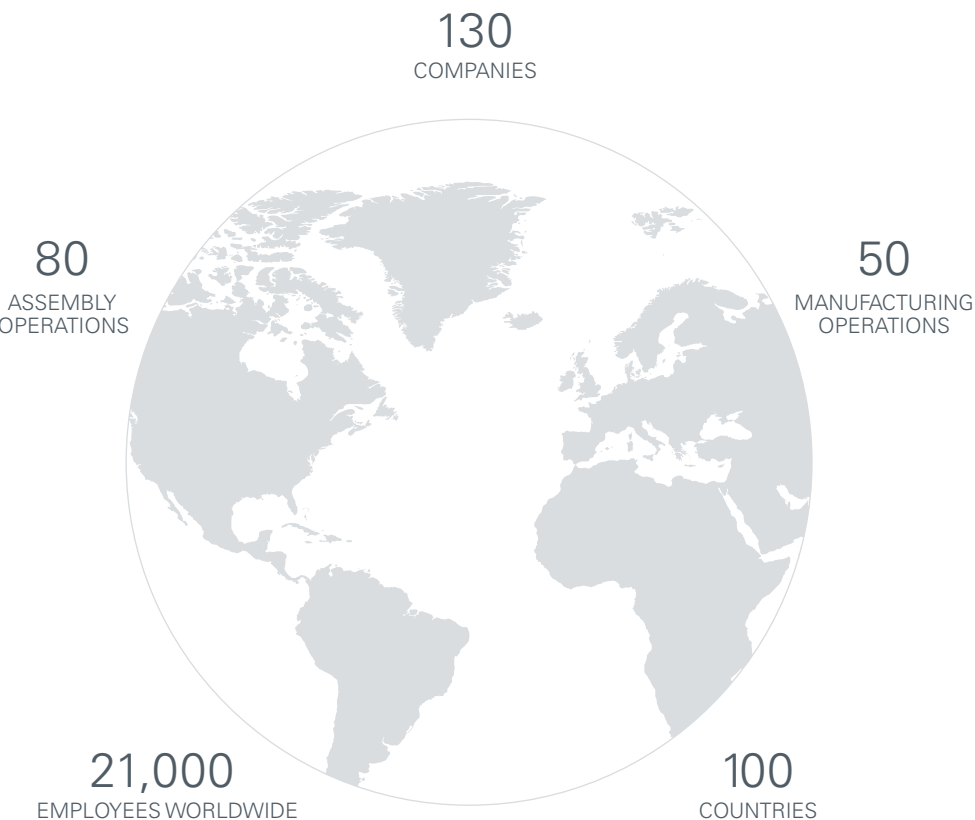 130
COMPANIES
80
ASSEMBLY
OPERATIONS
50
MANUFACTURING
OPERATIONS
21,000
EMPLOYEES WORLDWIDE
100
COUNTRIES